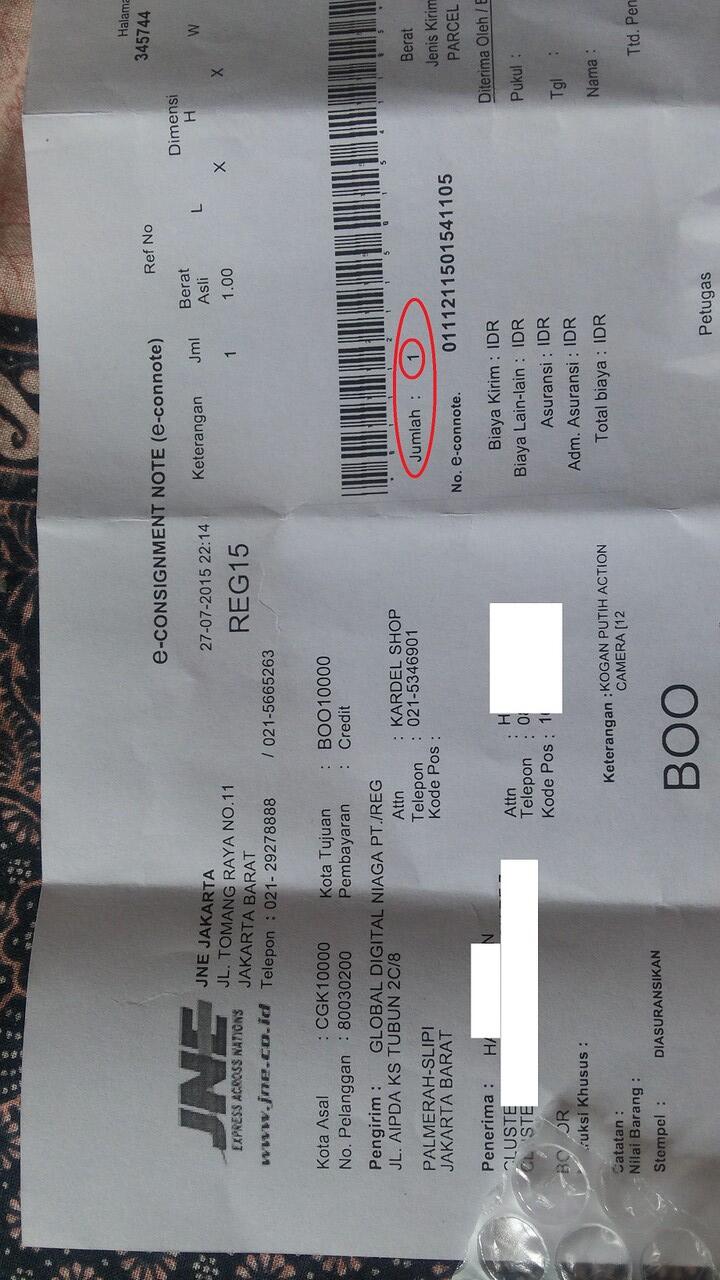 JNE
EXPRESS ACROSS NATIONS
www.jne.co.id
JNE JAKARTA
JL. TOMANG RAYA NO.11
JAKARTA BARAT
Telepon : 021- 29278888 / 021-5665263
e-CONSIGNMENT NOTE (e-connote)
27-07-2015 22:14
REG15
Ref No
345744
Keterangan Jml Berat Asli Dimensi
L H W
1 1.00 X X
Kota Asal : CGK10000 Kota Tujuan : BOO10000
No. Pelanggan : 80030200 Pembayaran : Credit
Pengirim : GLOBAL DIGITAL NIAGA PT./REG
JL. AIPDA KS TUBUN 2C/8
PALMERAH-SLIPI
JAKARTA BARAT
Attn : KARDEL SHOP
Telepon : 021-5346901
Kode Pos :
Penerima :
Attn :
Telepon :
Kode Pos :
Keterangan :KOGAN PUTIH ACTION
CAMERA [12
Catatan :
Nilai Barang :
Stempel : DIASURANSIKAN
BOO
Jumlah : 1
No. e-connote. 0111211501541105
Biaya Kirim : IDR
Biaya Lain-lain : IDR
Asuransi : IDR
Adm. Asuransi : IDR
Total biaya : IDR
Petugas
Berat
Jenis Kirim
PARCEL
Diterima Oleh /
Pukul :
Tgl :
Nama :
Ttd.